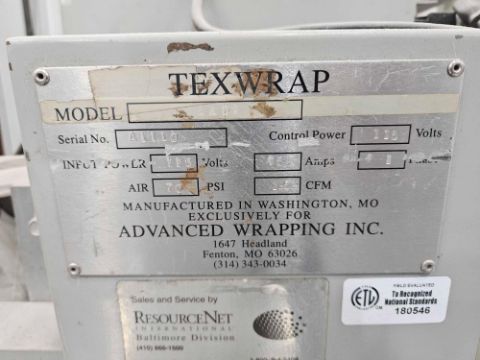 TEXWRAP
MODEL
Serial No. Control Power Volts
INPUT POWER Volts Amps Phase
AIR PSI CFM
MANUFACTURED IN WASHINGTON, MO
EXCLUSIVELY FOR
ADVANCED WRAPPING INC.
1647 Headland
Fenton, MO 63026
(314) 343-0034
ETL
FIELD EVALUATED
To Recognized
National Standards
180546
Sales and Service by
RESOURCENET
INTERNATIONAL
Baltimore Division